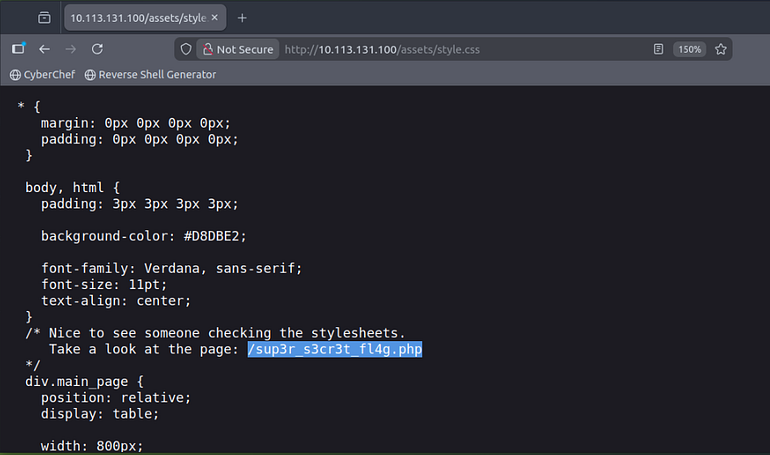 10.113.131.100/assets/style
Not Secure http://10.113.131.100/assets/style.css 150%
CyberChef Reverse Shell Generator
* {
margin: 0px 0px 0px 0px;
padding: 0px 0px 0px 0px;
}
body, html {
padding: 3px 3px 3px 3px;
background-color: #D8DBE2;
font-family: Verdana, sans-serif;
font-size: 11pt;
text-align: center;
}
/* Nice to see someone checking the stylesheets.
Take a look at the page: /sup3r_s3cr3t_fl4g.php
*/
div.main_page {
position: relative;
display: table;
width: 800px;